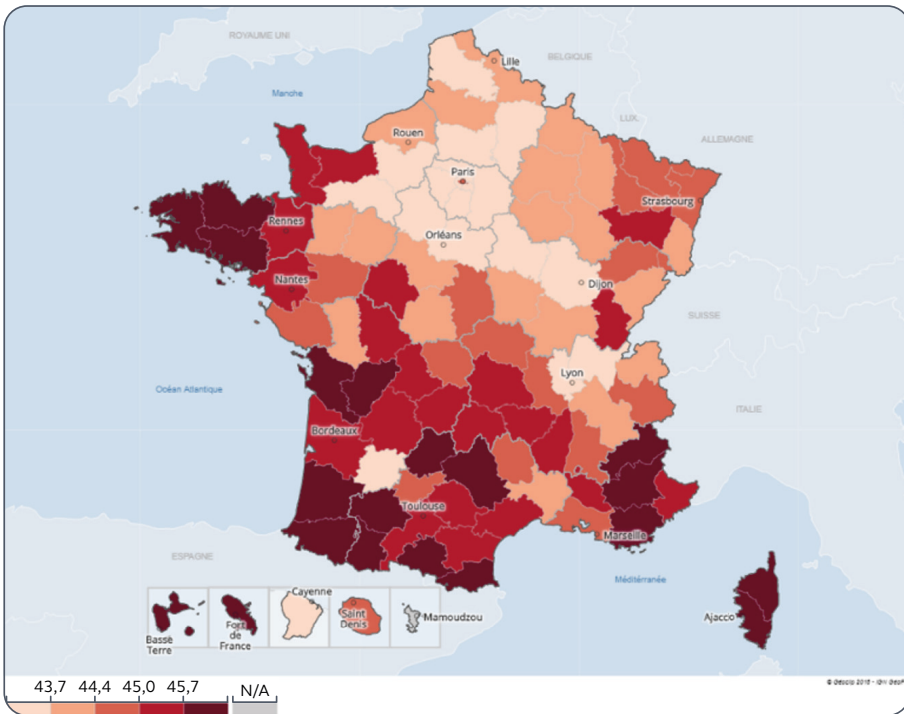 ROYAUME UNI
Lille
BELGIQUE
Manche
LUX.
Rouen
ALLEMAGNE
Paris
Strasbourg
Rennes
Orléans
Nantes
Dijon
SUISSE
Lyon
Océan Atlantique
ITALIE
Bordeaux
Toulouse
Marseille
ESPAGNE
Méditérranée
Cayenne
Ajacco
Mamoudzou
Saint
Denis
Fort
de
France
Basse
Terre
43,7 44,4 45,0 45,7 N/A